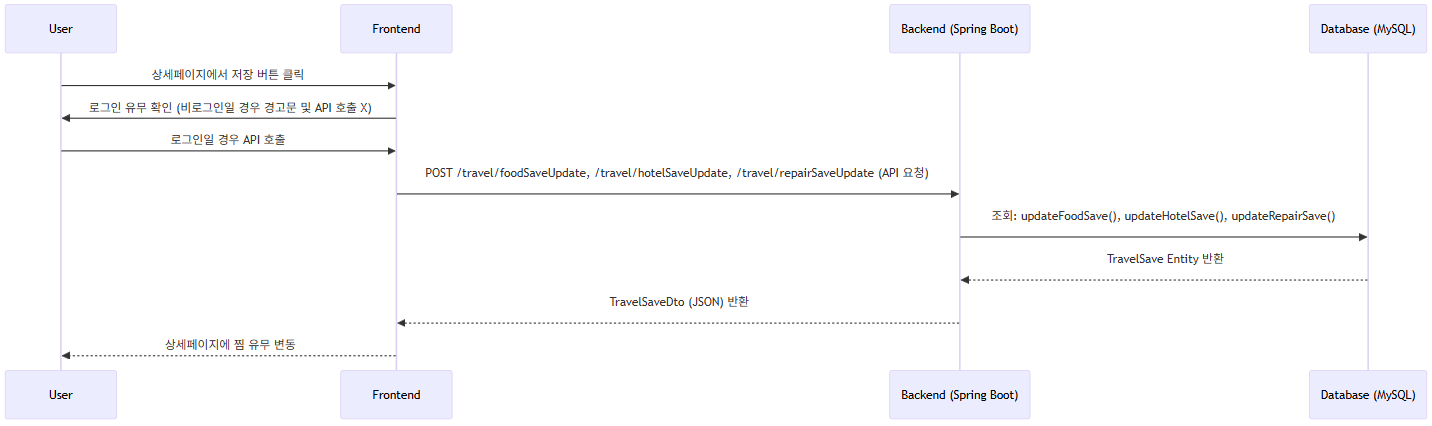 User
Frontend
Backend (Spring Boot)
Database (MySQL)
상세페이지에서 저장 버튼 클릭
로그인 유무 확인 (비로그인일 경우 경고문 및 API 호출 X)
로그인일 경우 API 호출
POST /travel/foodSaveUpdate, /travel/hotelSaveUpdate, /travel/repairSaveUpdate (API 요청)
조회: updateFoodSave(), updateHotelSave(), updateRepairSave()
TravelSave Entity 반환
TravelSaveDto (JSON) 반환
상세페이지에 찜 유무 변동
User
Frontend
Backend (Spring Boot)
Database (MySQL)